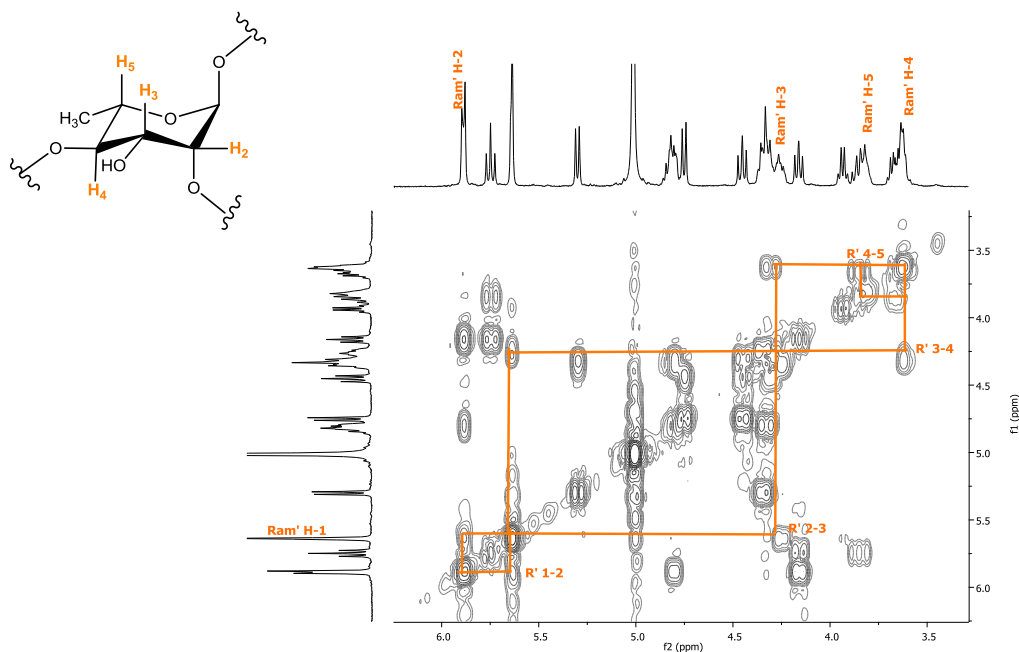 O
H5
H3
H3C
O
O
HO
H2
H4
O
Ram' H-2
Ram' H-3
Ram' H-5
Ram' H-4
Ram' H-1
R' 4-5
R' 3-4
R' 2-3
R' 1-2
3.5
4.0
4.5
5.0
5.5
6.0
f1 (ppm)
6.0 5.5 5.0 4.5 4.0 3.5
f2 (ppm)